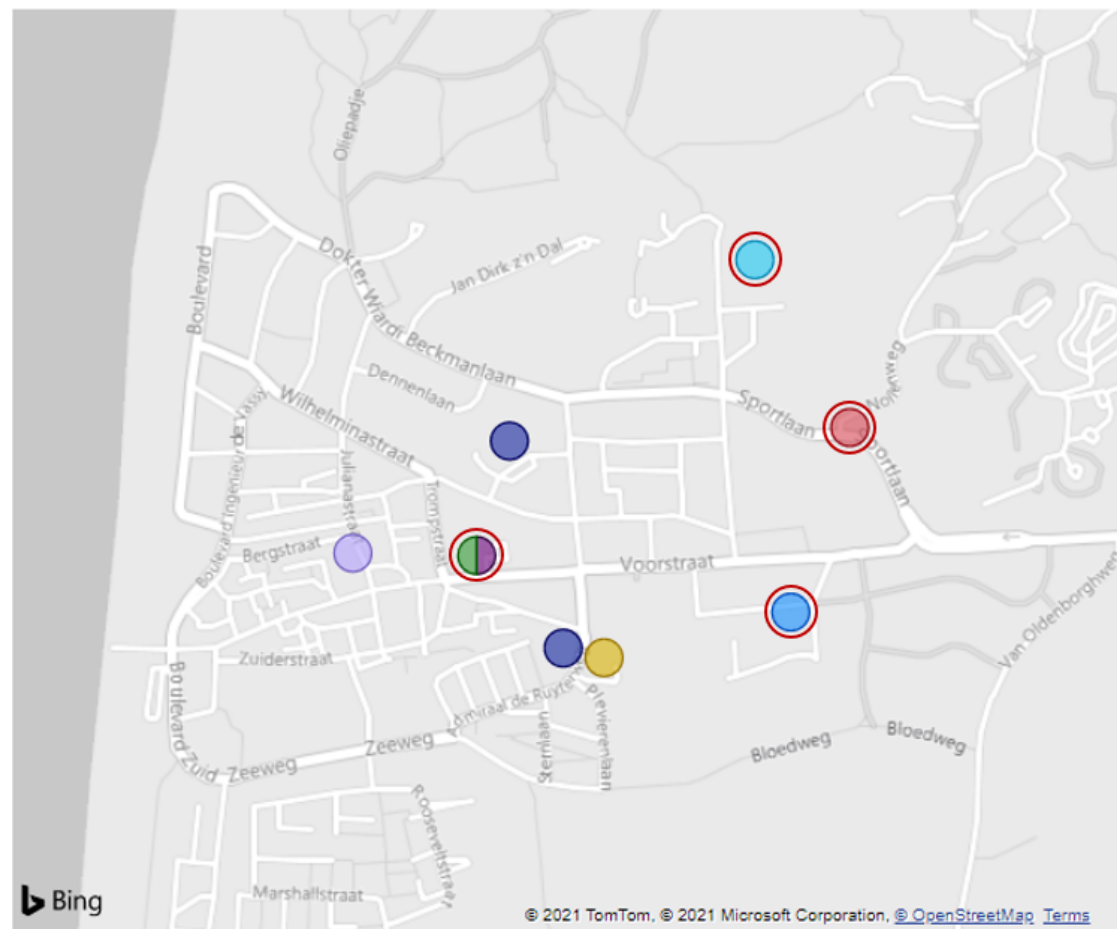 Oliepadje
Dokter Wiardi Beckmanlaan
Jan Dirk z'n Dal
Boulevard
Dennenlaan
Wilhelminastraat
Sportlaan
Sportlaan
Boulevard ingenieur de Vassy
Julianastraat
Trompstraat
Bergstraat
Voorstraat
Van Oldenborghweg
Zuiderstraat
Admiraal de Ruyter
Plevierenlaan
Sternlaan
Boulevard Zuid
Zeeweg
Zeeweg
Bloedweg
Bloedweg
Rooseveltstraat
Marshallstraat
Bing
© 2021 TomTom, © 2021 Microsoft Corporation, © OpenStreetMap Terms